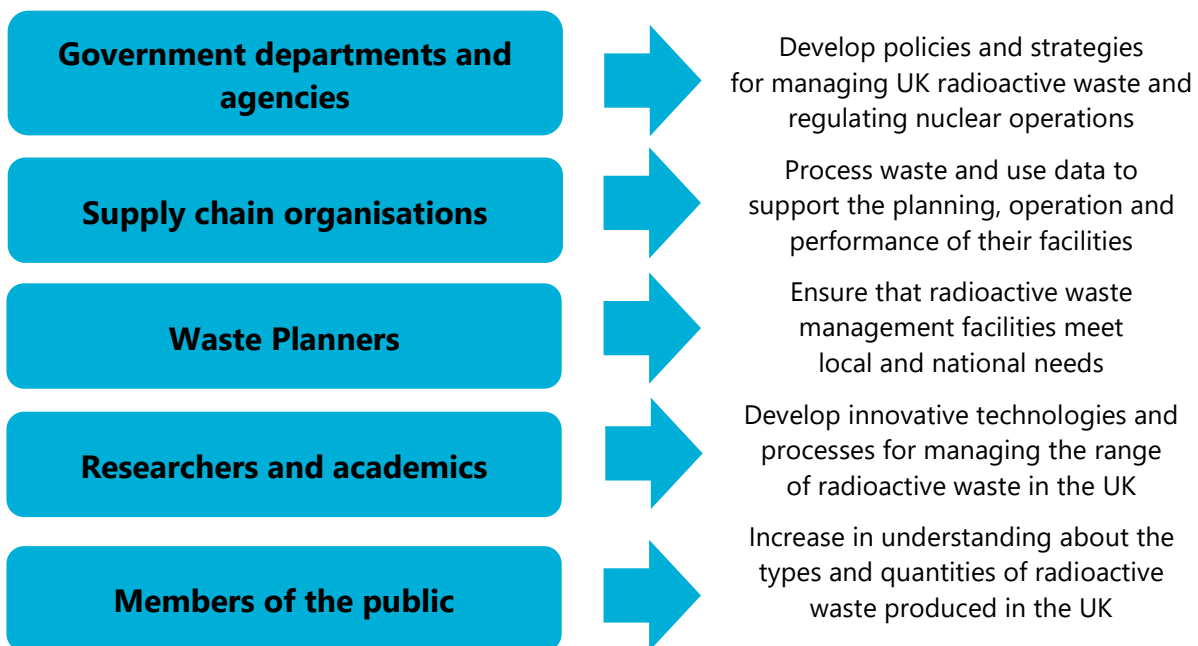 Government departments and
agencies
Develop policies and strategies
for managing UK radioactive waste and
regulating nuclear operations
Supply chain organisations
Process waste and use data to
support the planning, operation and
performance of their facilities
Waste Planners
Ensure that radioactive waste
management facilities meet
local and national needs
Researchers and academics
Develop innovative technologies and
processes for managing the range
of radioactive waste in the UK
Members of the public
Increase in understanding about the
types and quantities of radioactive
waste produced in the UK